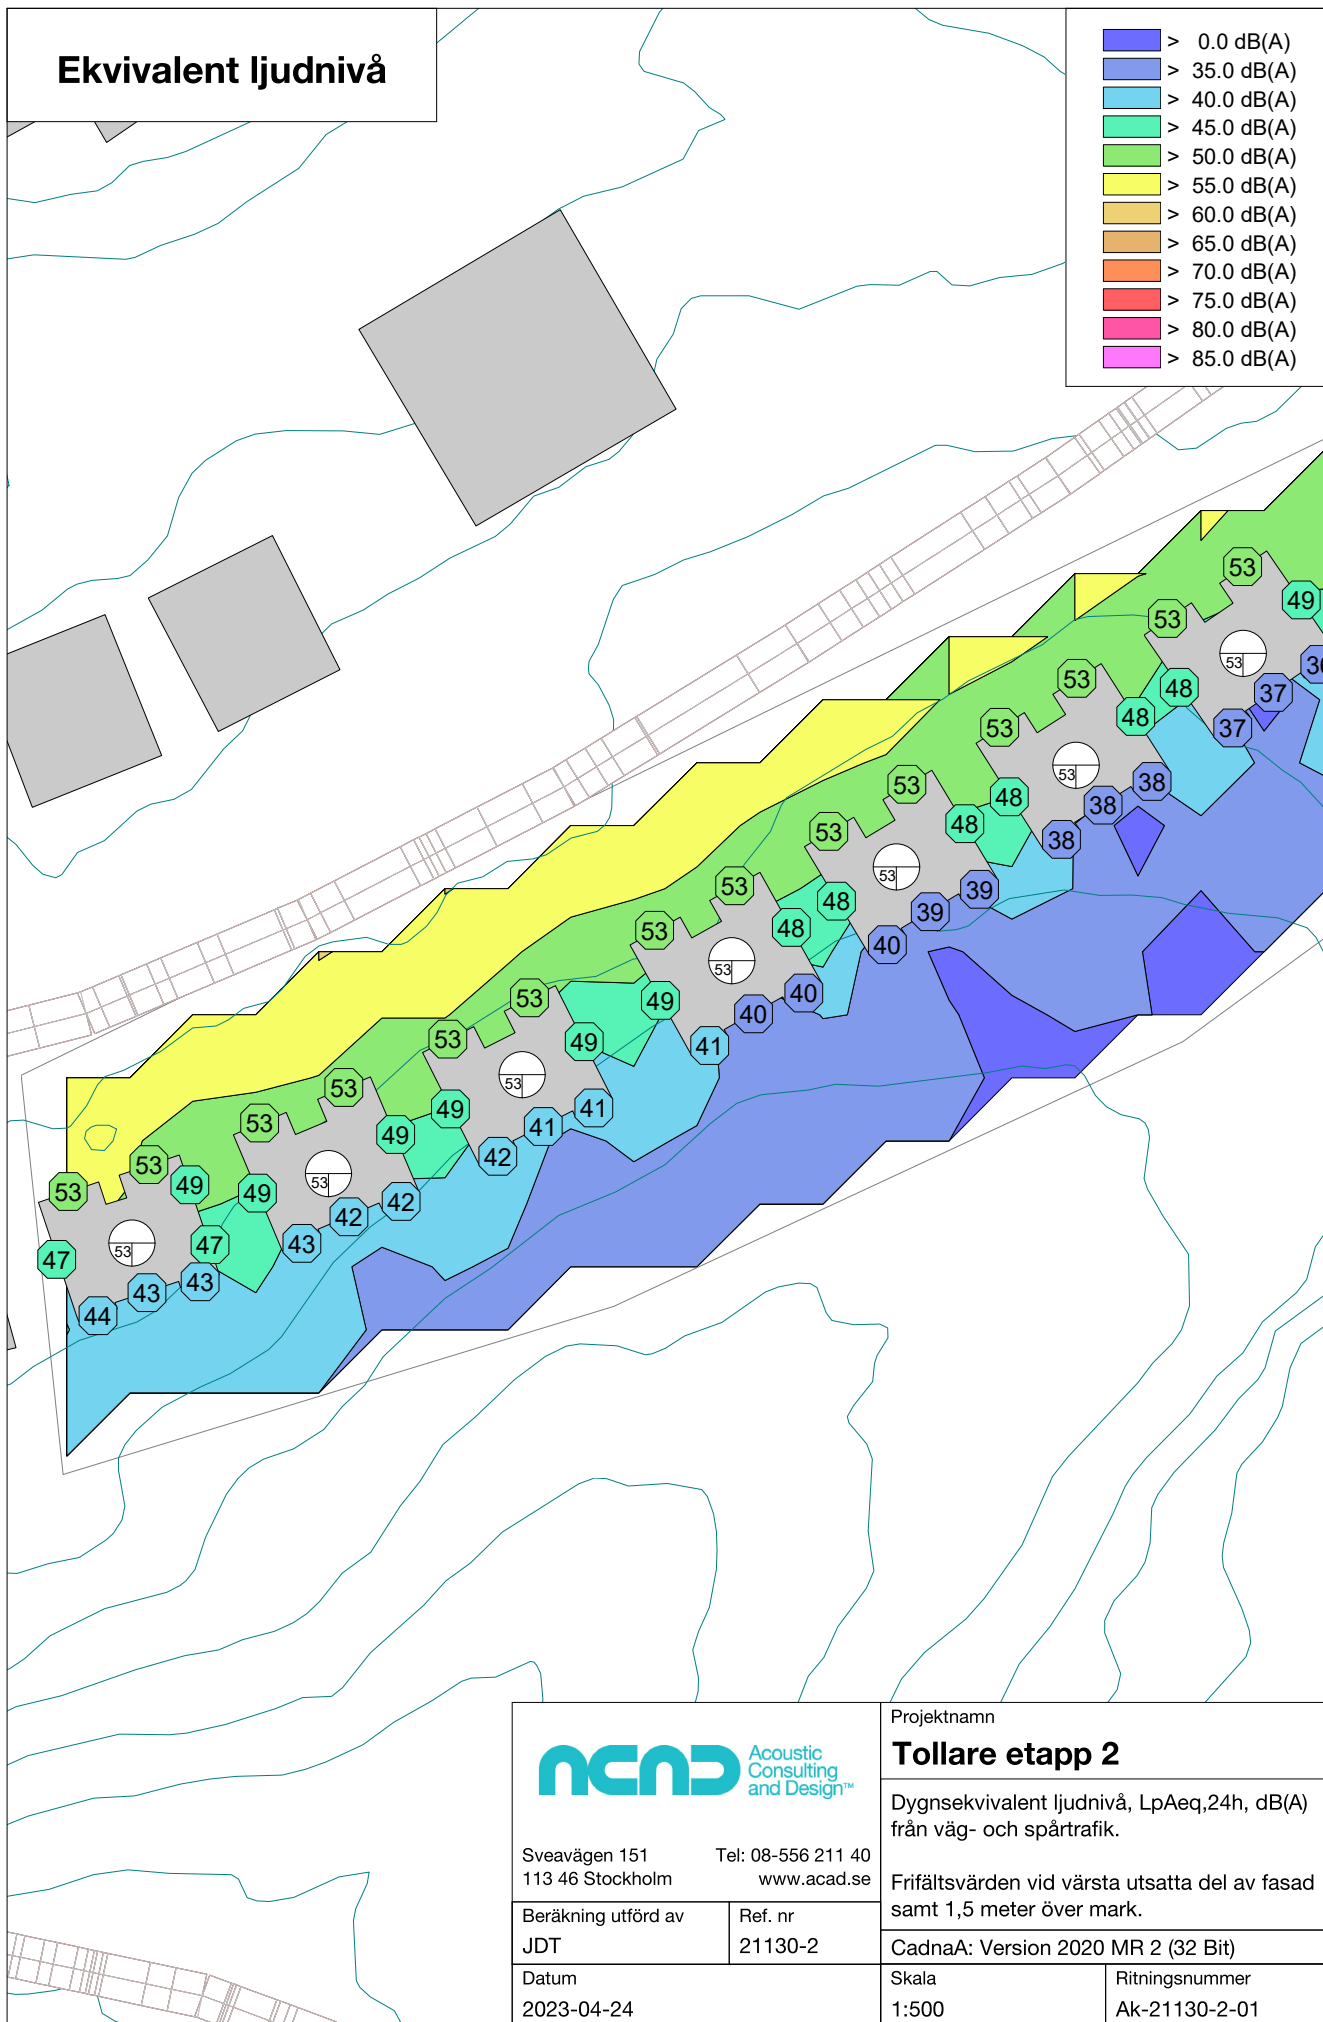 Ekvivalent ljudnivå
> 0.0 dB(A)
> 35.0 dB(A)
> 40.0 dB(A)
> 45.0 dB(A)
> 50.0 dB(A)
> 55.0 dB(A)
> 60.0 dB(A)
> 65.0 dB(A)
> 70.0 dB(A)
> 75.0 dB(A)
> 80.0 dB(A)
> 85.0 dB(A)
53
49
53
53
37
48
37
53
53
48
53
38
38
48
38
53
53
48
53
39
39
48
40
53
53
48
53
40
40
49
41
53
53
49
53
41
41
49
42
53
53
49
53
42
42
49
43
53
53
49
53
47
47
43
43
44
acad Acoustic
Consulting
and Design™
Sveavägen 151 Tel: 08-556 211 40
113 46 Stockholm www.acad.se
Beräkning utförd av
JDT
Ref. nr
21130-2
Datum
2023-04-24
Projektnamn
Tollare etapp 2
Dygnsekvivalent ljudnivå, LpAeq,24h, dB(A)
från väg- och spårtrafik.
Frifältsvärden vid värsta utsatta del av fasad
samt 1,5 meter över mark.
CadnaA: Version 2020 MR 2 (32 Bit)
Skala
1:500
Ritningsnummer
Ak-21130-2-01